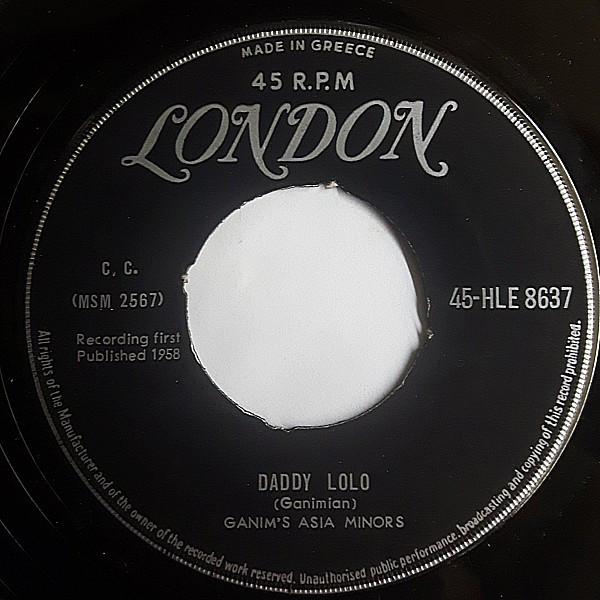 MADE IN GREECE
45 R.P.M
LONDON
C. C.
(MSM 2567)
45-HLE 8637
Recording first
Published 1958
DADDY LOLO
(Ganimian)
GANIM'S ASIA MINORS
All rights of the Manufacturer and of the owner of the recorded work reserved. Unauthorised public performance, broadcasting and copying of this record prohibited.